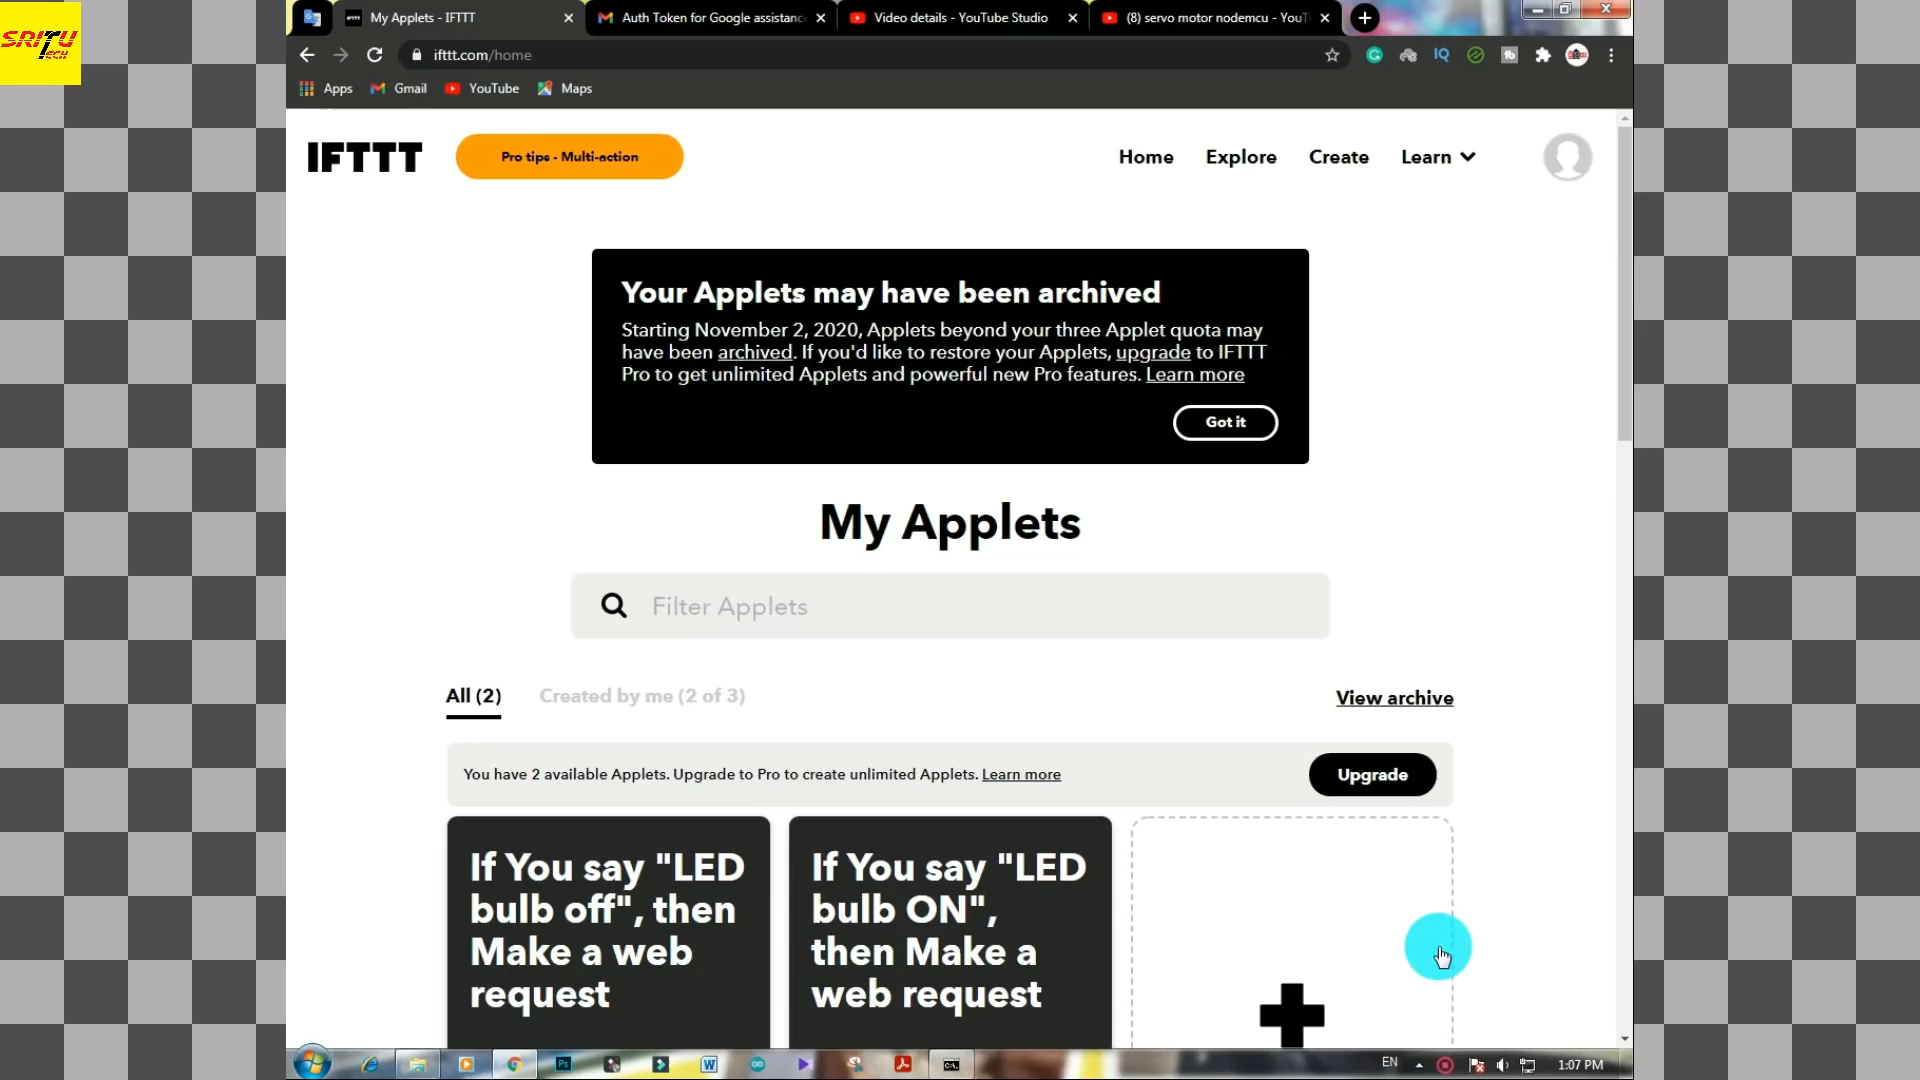 SRITU
TECH
My Applets - IFTTT
Auth Token for Google assistanc
Video details - YouTube Studio
(8) servo motor nodemcu - YouT
ifttt.com/home
IQ
Apps
Gmail
YouTube
Maps
IFTTT
Pro tips - Multi-action
Home
Explore
Create
Learn
Your Applets may have been archived
Starting November 2, 2020, Applets beyond your three Applet quota may
have been archived. If you'd like to restore your Applets, upgrade to IFTTT
Pro to get unlimited Applets and powerful new Pro features. Learn more
Got it
My Applets
Filter Applets
All (2)
Created by me (2 of 3)
View archive
You have 2 available Applets. Upgrade to Pro to create unlimited Applets. Learn more
Upgrade
If You say "LED
bulb off", then
Make a web
request
If You say "LED
bulb ON",
then Make a
web request
EN
1:07 PM